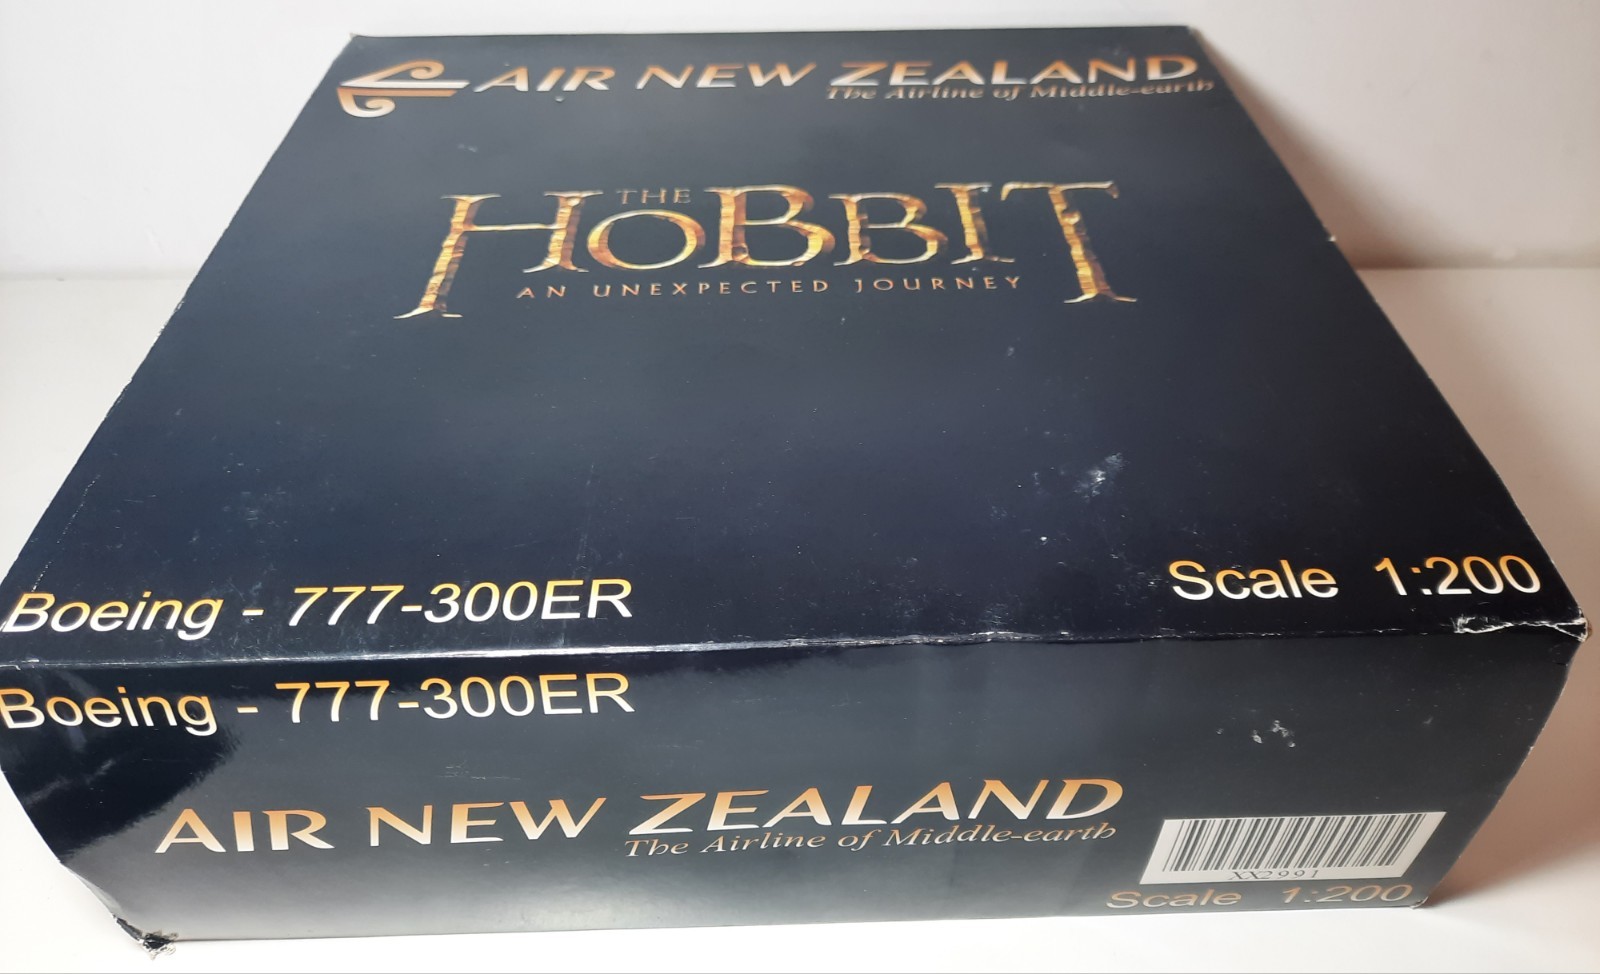 AIR NEW ZEALAND
The Airline of Middle-earth
THE
HOBBIT
AN UNEXPECTED JOURNEY
Boeing - 777-300ER
Scale 1:200
Boeing - 777-300ER
AIR NEW ZEALAND
The Airline of Middle-earth
XX2991
Scale 1:200